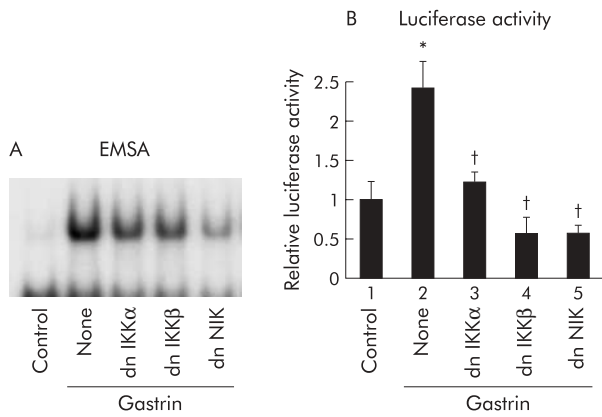 A
EMSA
Control
None
dn IKKα
dn IKKβ
dn NIK
Gastrin
B
Luciferase activity
Relative luciferase activity
2.5
2
1.5
1
0.5
0
*
†
†
†
1
2
3
4
5
Control
None
dn IKKα
dn IKKβ
dn NIK
Gastrin